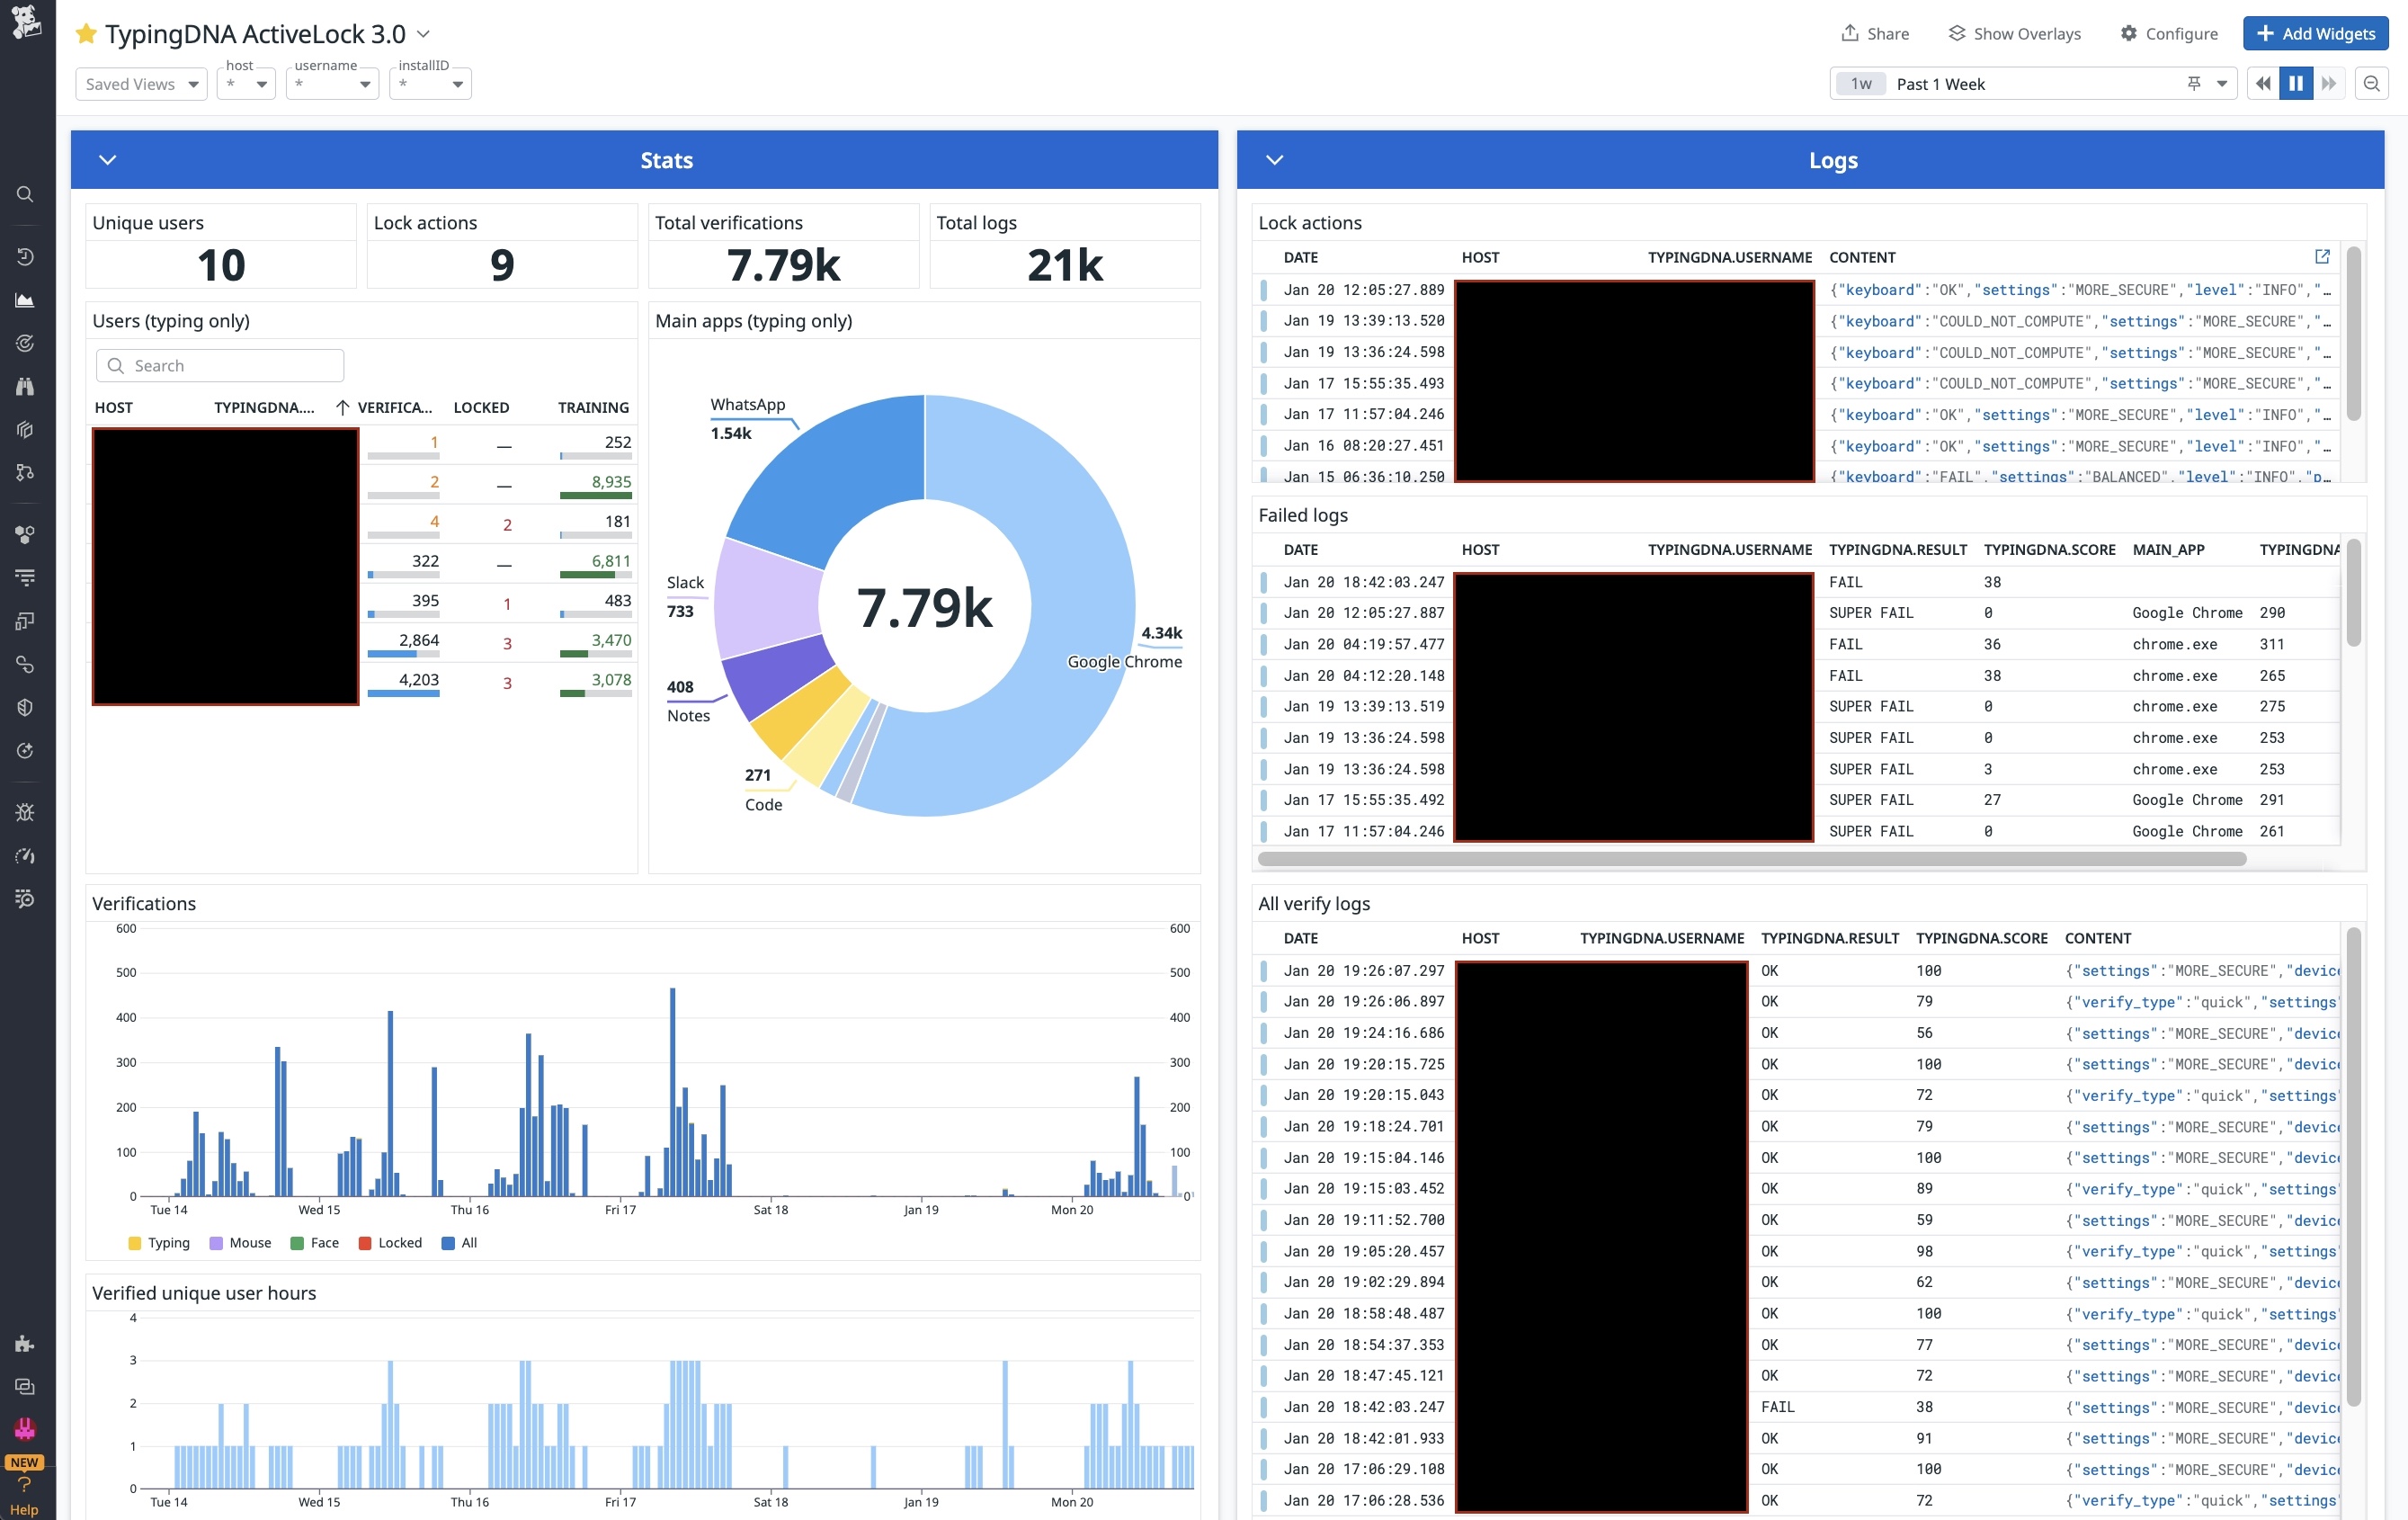 TypingDNA ActiveLock 3.0
Share
Show Overlays
Configure
Add Widgets
Saved Views
host
*
username
*
installID
*
1w Past 1 Week
Stats
Unique users
10
Lock actions
9
Total verifications
7.79k
Total logs
21k
Users (typing only)
Search
HOST TYPINGDNA.... VERIFICA... LOCKED TRAINING
1 — 252
2 — 8,935
4 2 181
322 — 6,811
395 1 483
2,864 3 3,470
4,203 3 3,078
Main apps (typing only)
WhatsApp
1.54k
Slack
733
408
Notes
271
Code
7.79k
4.34k
Google Chrome
Verifications
600 600
500 500
400 400
300 300
200 200
100 100
0 0
Tue 14 Wed 15 Thu 16 Fri 17 Sat 18 Jan 19 Mon 20
Typing Mouse Face Locked All
Verified unique user hours
4
3
2
1
0
Tue 14 Wed 15 Thu 16 Fri 17 Sat 18 Jan 19 Mon 20
Logs
Lock actions
DATE HOST TYPINGDNA.USERNAME CONTENT
Jan 20 12:05:27.889 {"keyboard":"OK","settings":"MORE_SECURE","level":"INFO","…
Jan 19 13:39:13.520 {"keyboard":"COULD_NOT_COMPUTE","settings":"MORE_SECURE","…
Jan 19 13:36:24.598 {"keyboard":"COULD_NOT_COMPUTE","settings":"MORE_SECURE","…
Jan 17 15:55:35.493 {"keyboard":"COULD_NOT_COMPUTE","settings":"MORE_SECURE","…
Jan 17 11:57:04.246 {"keyboard":"OK","settings":"MORE_SECURE","level":"INFO","…
Jan 16 08:20:27.451 {"keyboard":"OK","settings":"MORE_SECURE","level":"INFO","…
Jan 15 06:36:10.250 {"keyboard":"FAIL","settings":"BALANCED","level":"INFO","p…
Failed logs
DATE HOST TYPINGDNA.USERNAME TYPINGDNA.RESULT TYPINGDNA.SCORE MAIN_APP TYPINGDNA
Jan 20 18:42:03.247 FAIL 38
Jan 20 12:05:27.887 SUPER FAIL 0 Google Chrome 290
Jan 20 04:19:57.477 FAIL 36 chrome.exe 311
Jan 20 04:12:20.148 FAIL 38 chrome.exe 265
Jan 19 13:39:13.519 SUPER FAIL 0 chrome.exe 275
Jan 19 13:36:24.598 SUPER FAIL 0 chrome.exe 253
Jan 19 13:36:24.598 SUPER FAIL 3 chrome.exe 253
Jan 17 15:55:35.492 SUPER FAIL 27 Google Chrome 291
Jan 17 11:57:04.246 SUPER FAIL 0 Google Chrome 261
All verify logs
DATE HOST TYPINGDNA.USERNAME TYPINGDNA.RESULT TYPINGDNA.SCORE CONTENT
Jan 20 19:26:07.297 OK 100 {"settings":"MORE_SECURE","devic
Jan 20 19:26:06.897 OK 79 {"verify_type":"quick","settings'
Jan 20 19:24:16.686 OK 56 {"settings":"MORE_SECURE","devic
Jan 20 19:20:15.725 OK 100 {"settings":"MORE_SECURE","devic
Jan 20 19:20:15.043 OK 72 {"verify_type":"quick","settings'
Jan 20 19:18:24.701 OK 79 {"settings":"MORE_SECURE","devic
Jan 20 19:15:04.146 OK 100 {"settings":"MORE_SECURE","devic
Jan 20 19:15:03.452 OK 89 {"verify_type":"quick","settings'
Jan 20 19:11:52.700 OK 59 {"settings":"MORE_SECURE","devic
Jan 20 19:05:20.457 OK 98 {"verify_type":"quick","settings'
Jan 20 19:02:29.894 OK 62 {"settings":"MORE_SECURE","devic
Jan 20 18:58:48.487 OK 100 {"verify_type":"quick","settings'
Jan 20 18:54:37.353 OK 77 {"settings":"MORE_SECURE","devic
Jan 20 18:47:45.121 OK 72 {"settings":"MORE_SECURE","devic
Jan 20 18:42:03.247 FAIL 38 {"settings":"MORE_SECURE","devic
Jan 20 18:42:01.933 OK 91 {"settings":"MORE_SECURE","devic
Jan 20 17:06:29.108 OK 100 {"settings":"MORE_SECURE","devic
Jan 20 17:06:28.536 OK 72 {"verify_type":"quick","settings'
NEW
?
Help